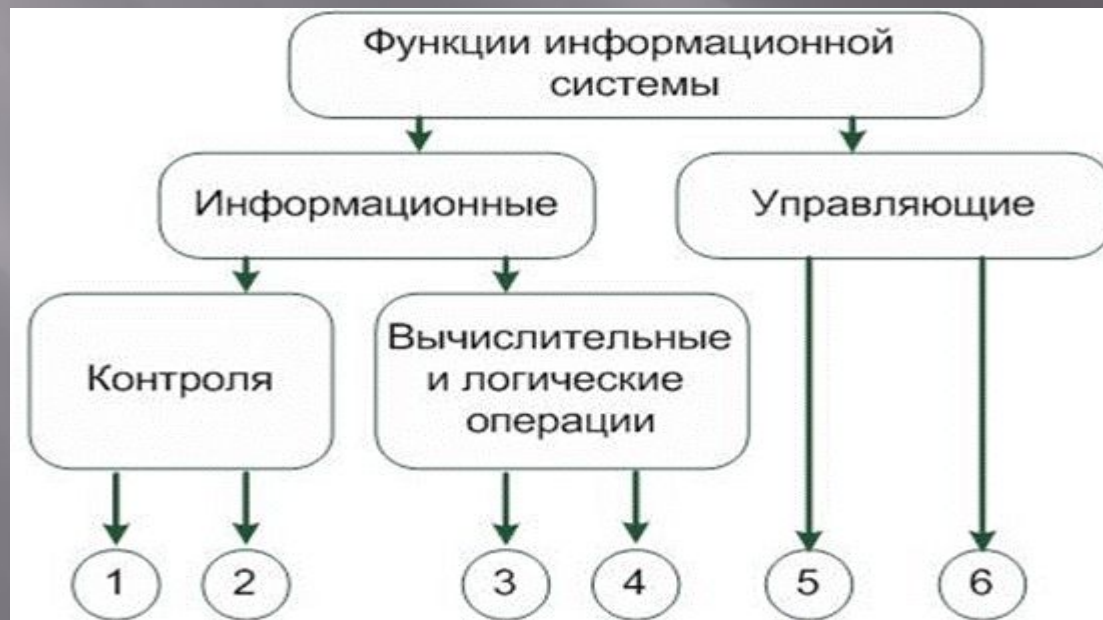 Функции информационной
системы
Информационные
Управляющие
Контроля
Вычислительные
и логические
операции
1
2
3
4
5
6